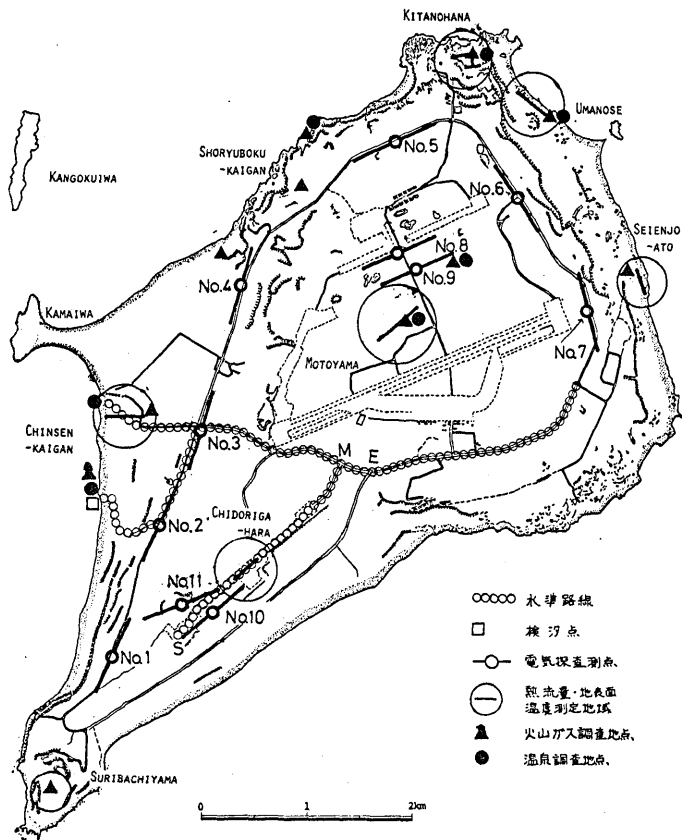 KITANOHANA
UMANOSE
SHORYUBOKU
-KAIGAN
KANGOKUIWA
No.5
No.6
SEIENJO
-ATO
No.8
No.9
No.4
KAMAIWA
MOTOYAMA
No.7
CHINSEN
-KAIGAN
No.3
M
E
No.2
CHIDORIGA
-HARA
No.11
No.10
S
No.1
SURIBACHIYAMA
水準路線
検汐点
電気探査測点
熱流量・地表面
温度測定地域
火山ガス調査地点
温泉調査地点
0 1 2km